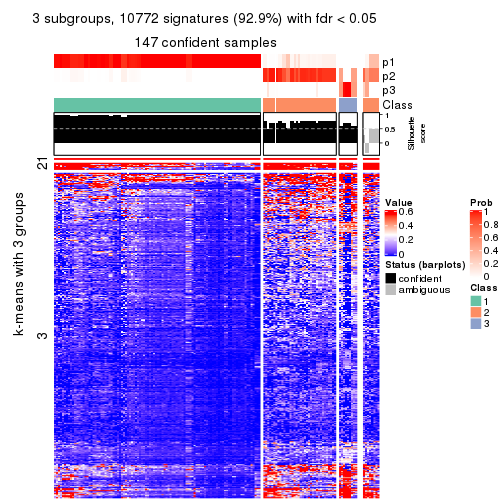 3 subgroups, 10772 signatures (92.9%) with fdr < 0.05
147 confident samples
p1
p2
p3
Class
1
0.5
0
Silhouette
score
k-means with 3 groups
21
3
Value
0.6
0.4
0.2
0
Status (barplots)
confident
ambiguous
Prob
1
0.8
0.6
0.4
0.2
0
Class
1
2
3